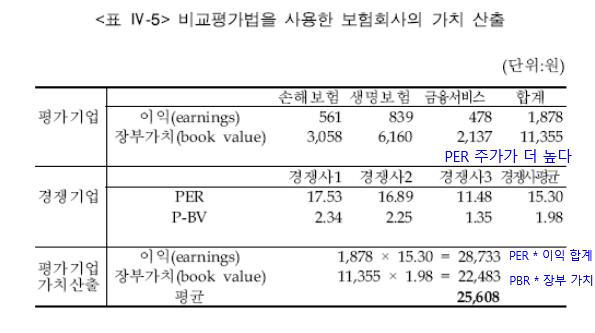 <표 Ⅳ-5> 비교평가법을 사용한 보험회사의 가치 산출
(단위:원)
손해보험 생명보험 금융서비스 합계
평가기업 이익(earnings) 561 839 478 1,878
장부가치(book value) 3,058 6,160 2,137 11,355
PER 주가가 더 높다
경쟁사1 경쟁사2 경쟁사3 경쟁사평균
경쟁기업 PER 17.53 16.89 11.48 15.30
P-BV 2.34 2.25 1.35 1.98
이익(earnings) 1,878 × 15.30 = 28,733 PER * 이익 합계
평가기업
가치산출
장부가치(book value) 11,355 × 1.98 = 22,483 PBR * 장부 가치
평균 25,608